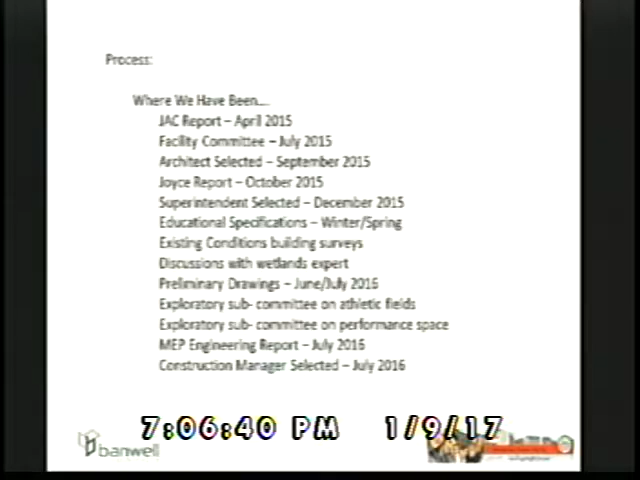 Process:
Where We Have Been....
JAC Report – April 2015
Facility Committee – July 2015
Architect Selected – September 2015
Joyce Report – October 2015
Superintendent Selected – December 2015
Educational Specifications – Winter/Spring
Existing Conditions building surveys
Discussions with wetlands expert
Preliminary Drawings – June/July 2016
Exploratory sub- committee on athletic fields
Exploratory sub- committee on performance space
MEP Engineering Report – July 2016
Construction Manager Selected – July 2016
7:06:40 PM 1/9/17
banwell